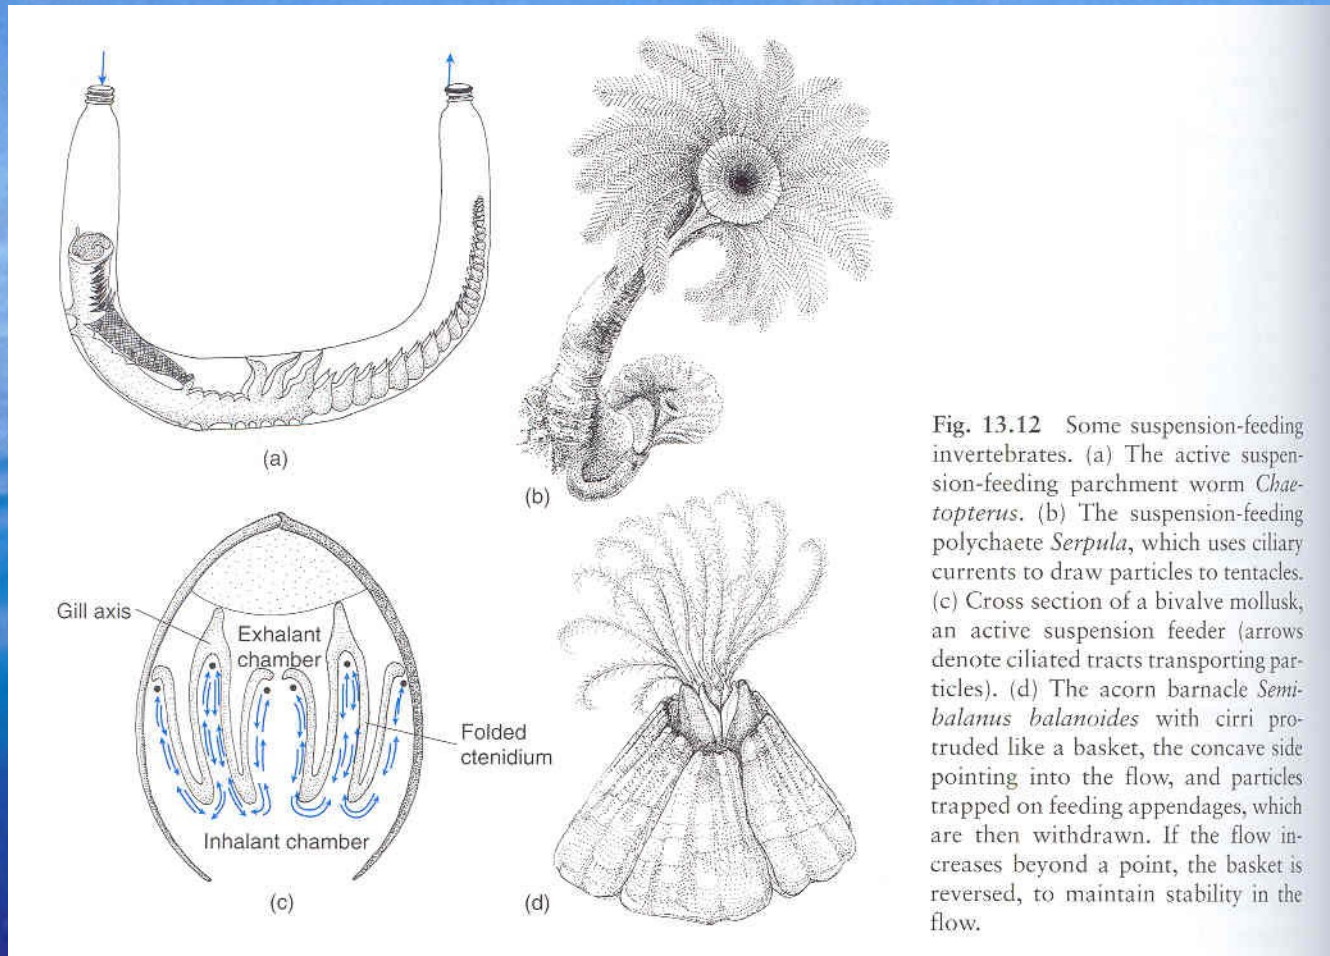 (a)
(b)
Gill axis
Exhalant
chamber
Folded
ctenidium
Inhalant chamber
(c)
(d)
Fig. 13.12 Some suspension-feeding
invertebrates. (a) The active suspen-
sion-feeding parchment worm Chae-
topterus. (b) The suspension-feeding
polychaete Serpula, which uses ciliary
currents to draw particles to tentacles.
(c) Cross section of a bivalve mollusk,
an active suspension feeder (arrows
denote ciliated tracts transporting par-
ticles). (d) The acorn barnacle Semi-
balanus balanoides with cirri pro-
truded like a basket, the concave side
pointing into the flow, and particles
trapped on feeding appendages, which
are then withdrawn. If the flow in-
creases beyond a point, the basket is
reversed, to maintain stability in the
flow.